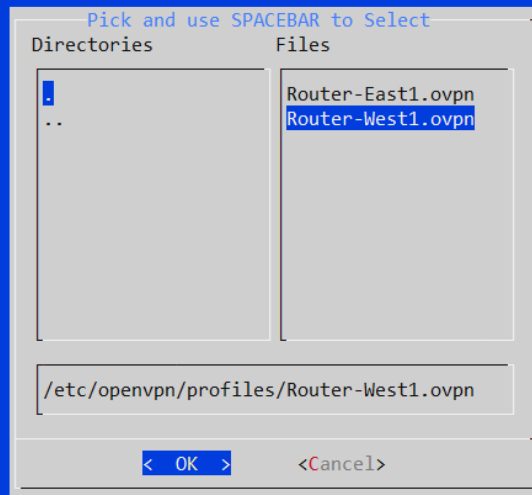 Pick and use SPACEBAR to Select
Directories Files
. Router-East1.ovpn
.. Router-West1.ovpn
/etc/openvpn/profiles/Router-West1.ovpn
< OK > <Cancel>